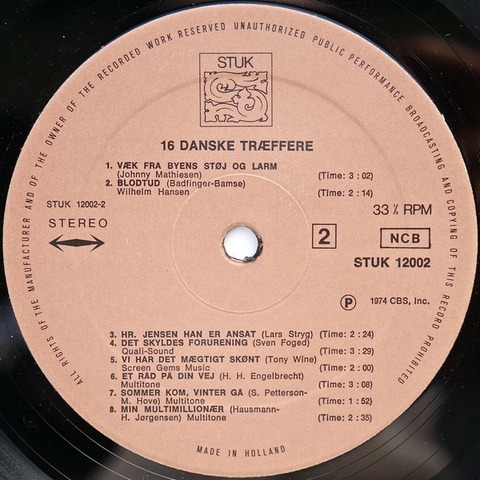 ALL RIGHTS OF THE MANUFACTURER AND OF THE OWNER OF THE RECORDED WORK RESERVED UNAUTHORIZED PUBLIC PERFORMANCE BROADCASTING AND COPYING OF THIS RECORD PROHIBITED
STUK
16 DANSKE TRÆFFERE
1. VÆK FRA BYENS STØJ OG LARM
(Johnny Mathiesen) (Time: 3 : 02)
2. BLODTUD (Badfinger-Bamse)
Wilhelm Hansen (Time: 2 : 14)
STUK 12002-2
STEREO
33⅓ RPM
2
NCB
STUK 12002
P 1974 CBS, Inc.
3. HR. JENSEN HAN ER ANSAT (Lars Stryg) (Time: 2 : 24)
4. DET SKYLDES FORURENING (Sven Foged)
Quali-Sound (Time: 3 : 29)
5. VI HAR DET MÆGTIGT SKØNT (Tony Wine)
Screen Gems Music (Time: 2 : 00)
6. ET RÅD PÅ DIN VEJ (H. H. Engelbrecht)
Multitone (Time: 3 : 08)
7. SOMMER KOM, VINTER GÅ (S. Petterson-
M. Hove) Multitone (Time: 1 : 52)
8. MIN MULTIMILLIONÆR (Hausmann-
H. Jørgensen) Multitone (Time: 2 : 35)
MADE IN HOLLAND